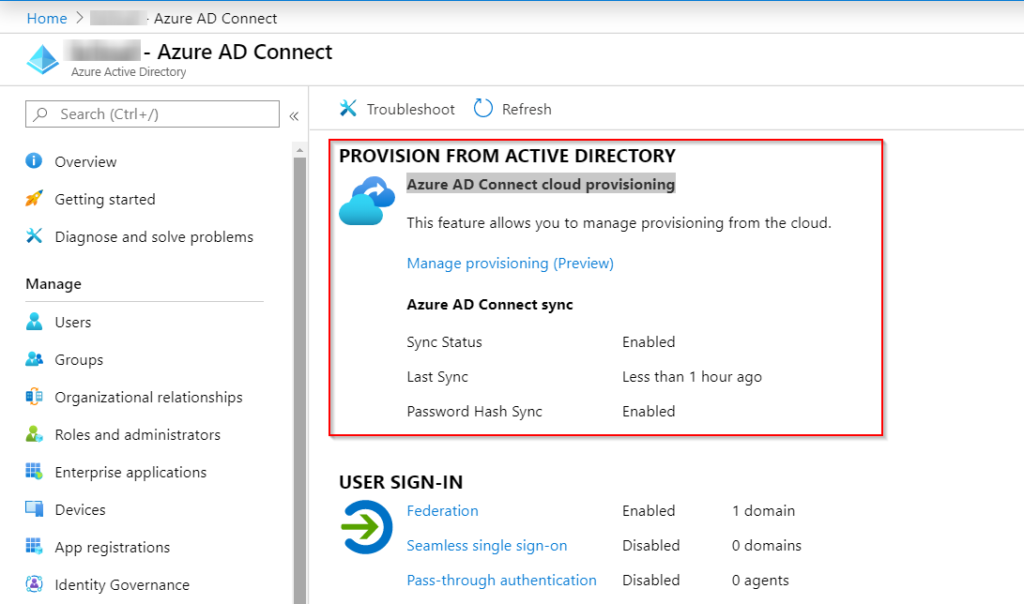 Home > - Azure AD Connect
- Azure AD Connect
Azure Active Directory
Search (Ctrl+/)
«
Troubleshoot Refresh
Overview
Getting started
Diagnose and solve problems
Manage
Users
Groups
Organizational relationships
Roles and administrators
Enterprise applications
Devices
App registrations
Identity Governance
PROVISION FROM ACTIVE DIRECTORY
Azure AD Connect cloud provisioning
This feature allows you to manage provisioning from the cloud.
Manage provisioning (Preview)
Azure AD Connect sync
Sync Status Enabled
Last Sync Less than 1 hour ago
Password Hash Sync Enabled
USER SIGN-IN
Federation Enabled 1 domain
Seamless single sign-on Disabled 0 domains
Pass-through authentication Disabled 0 agents